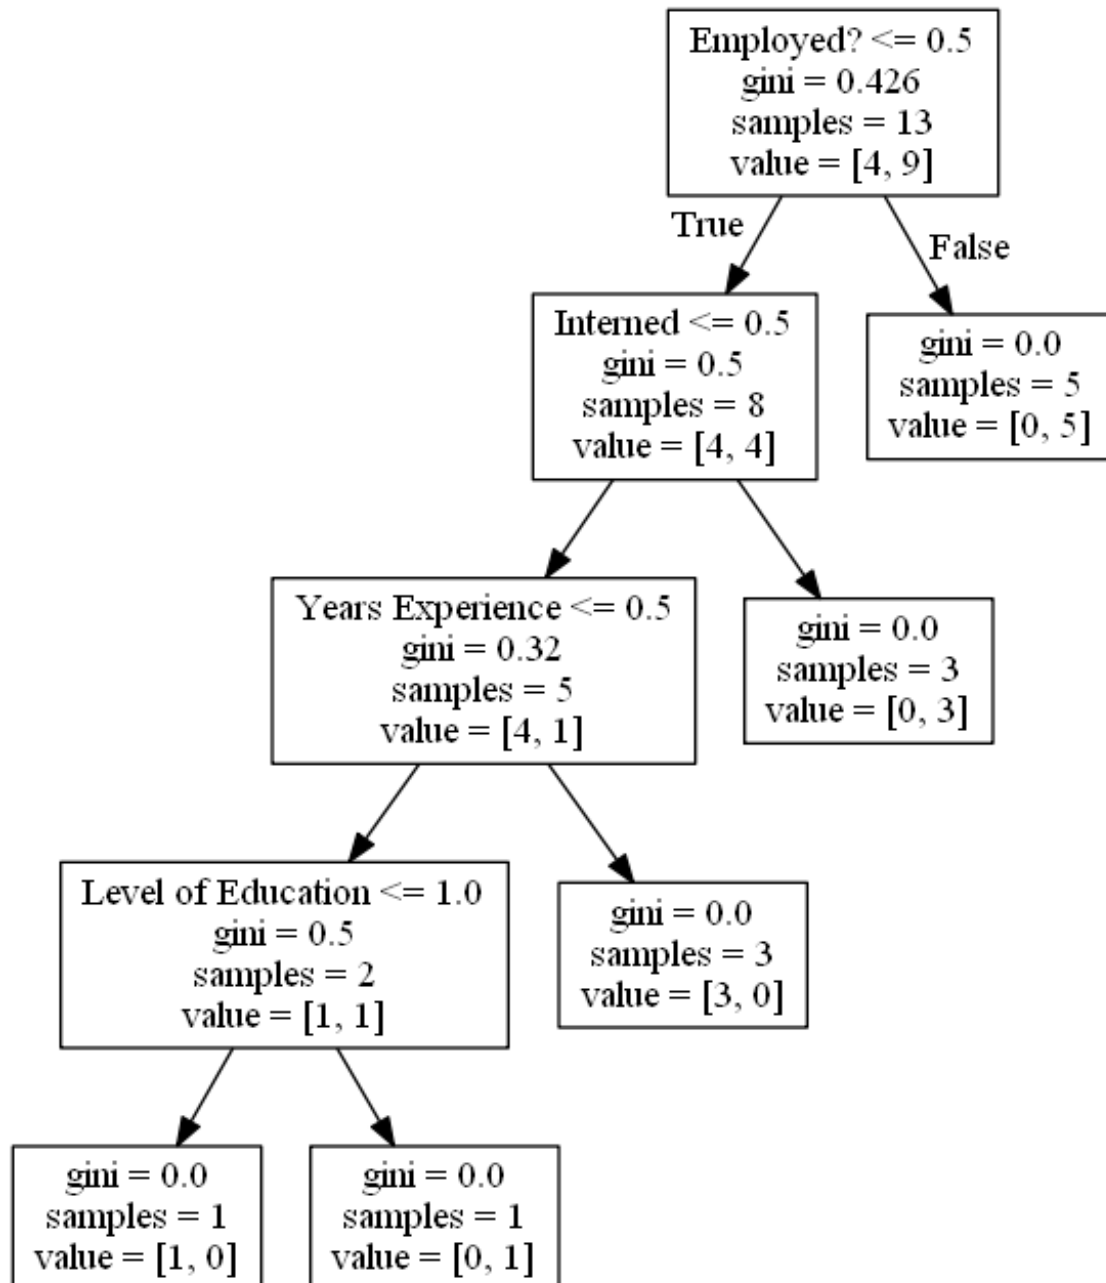 Employed? <= 0.5
gini = 0.426
samples = 13
value = [4, 9]
True
False
Interned <= 0.5
gini = 0.5
samples = 8
value = [4, 4]
gini = 0.0
samples = 5
value = [0, 5]
Years Experience <= 0.5
gini = 0.32
samples = 5
value = [4, 1]
gini = 0.0
samples = 3
value = [0, 3]
Level of Education <= 1.0
gini = 0.5
samples = 2
value = [1, 1]
gini = 0.0
samples = 3
value = [3, 0]
gini = 0.0
samples = 1
value = [1, 0]
gini = 0.0
samples = 1
value = [0, 1]